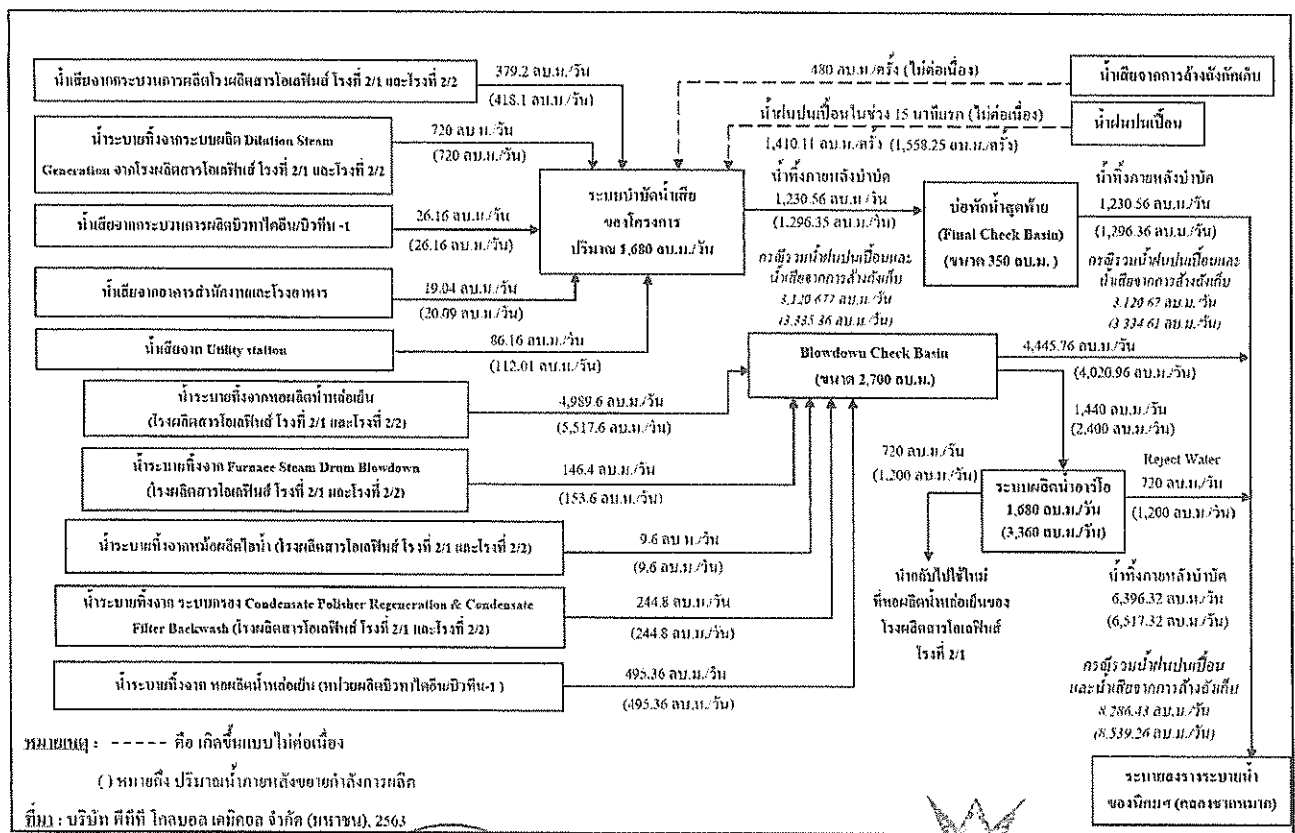 น้ำเสียจากกระบวนการผลิตโรงผลิตสารโอเลฟินส์ โรงที่ 2/1 และโรงที่ 2/2
379.2 ลบ.ม./วัน
(418.1 ลบ.ม./วัน)
น้ำระบายทิ้งจากระบบผลิต Dilution Steam
Generation จากโรงผลิตสารโอเลฟินส์ โรงที่ 2/1 และโรงที่ 2/2
720 ลบ.ม./วัน
(720 ลบ.ม./วัน)
น้ำเสียจากกระบวนการผลิตบิวทาไดอีน/บิวทีน -1
26.16 ลบ.ม./วัน
(26.16 ลบ.ม./วัน)
น้ำเสียจากอาคารสำนักงานและโรงอาหาร
19.04 ลบ.ม./วัน
(20.09 ลบ.ม./วัน)
น้ำเสียจาก Utility station
86.16 ลบ.ม./วัน
(112.01 ลบ.ม./วัน)
480 ลบ.ม./ครั้ง (ไม่ต่อเนื่อง)
น้ำเสียจากการล้างถังกักเก็บ
น้ำฝนปนเปื้อนในช่วง 15 นาทีแรก (ไม่ต่อเนื่อง)
1,410.11 ลบ.ม./ครั้ง (1,558.25 ลบ.ม./ครั้ง)
น้ำฝนปนเปื้อน
ระบบบำบัดน้ำเสีย
ของโครงการ
ปริมาณ 1,680 ลบ.ม./วัน
น้ำทิ้งภายหลังบำบัด
1,230.56 ลบ.ม./วัน
(1,296.35 ลบ.ม./วัน)
กรณีรวมน้ำฝนปนเปื้อนและ
น้ำเสียจากการล้างถังเก็บ
3,120.677 ลบ.ม./วัน
(3,335.36 ลบ.ม./วัน)
บ่อพักน้ำสุดท้าย
(Final Check Basin)
(ขนาด 350 ลบ.ม. )
น้ำทิ้งภายหลังบำบัด
1,230.56 ลบ.ม./วัน
(1,296.36 ลบ.ม./วัน)
กรณีรวมน้ำฝนปนเปื้อนและ
น้ำเสียจากการล้างถังเก็บ
3,120.67 ลบ.ม./วัน
(3,334.61 ลบ.ม./วัน)
น้ำระบายทิ้งจากหอผลิตน้ำหล่อเย็น
(โรงผลิตสารโอเลฟินส์ โรงที่ 2/1 และโรงที่ 2/2)
4,989.6 ลบ.ม./วัน
(5,517.6 ลบ.ม./วัน)
Blowdown Check Basin
(ขนาด 2,700 ลบ.ม.)
4,445.76 ลบ.ม./วัน
(4,020.96 ลบ.ม./วัน)
1,440 ลบ.ม./วัน
(2,400 ลบ.ม./วัน)
น้ำระบายทิ้งจาก Furnace Steam Drum Blowdown
(โรงผลิตสารโอเลฟินส์ โรงที่ 2/1 และโรงที่ 2/2)
146.4 ลบ.ม./วัน
(153.6 ลบ.ม./วัน)
720 ลบ.ม./วัน
(1,200 ลบ.ม./วัน)
ระบบผลิตน้ำอาร์โอ
1,680 ลบ.ม./วัน
(3,360 ลบ.ม./วัน)
Reject Water
720 ลบ.ม./วัน
(1,200 ลบ.ม./วัน)
น้ำระบายทิ้งจากหม้อผลิตไอน้ำ (โรงผลิตสารโอเลฟินส์ โรงที่ 2/1 และโรงที่ 2/2)
9.6 ลบ.ม./วัน
(9.6 ลบ.ม./วัน)
น้ำระบายทิ้งจาก ระบบกรอง Condensate Polisher Regeneration & Condensate
Filter Backwash (โรงผลิตสารโอเลฟินส์ โรงที่ 2/1 และโรงที่ 2/2)
244.8 ลบ.ม./วัน
(244.8 ลบ.ม./วัน)
นำกลับไปใช้ใหม่
ที่หอผลิตน้ำหล่อเย็นของ
โรงผลิตสารโอเลฟินส์
โรงที่ 2/1
น้ำทิ้งภายหลังบำบัด
6,396.32 ลบ.ม./วัน
(6,517.32 ลบ.ม./วัน)
น้ำระบายทิ้งจาก หอผลิตน้ำหล่อเย็น (หน่วยผลิตบิวทาไดอีน/บิวทีน-1 )
495.36 ลบ.ม./วัน
(495.36 ลบ.ม./วัน)
กรณีรวมน้ำฝนปนเปื้อน
และน้ำเสียจากการล้างถังเก็บ
8,286.43 ลบ.ม./วัน
(8,539.26 ลบ.ม./วัน)
หมายเหตุ : ----- คือ เกิดขึ้นแบบไม่ต่อเนื่อง
( ) หมายถึง ปริมาณน้ำภายหลังขยายกำลังการผลิต
ที่มา : บริษัท พีทีที โกลบอล เคมิคอล จำกัด (มหาชน), 2563
ระบายลงรางระบายน้ำ
ของนิคมฯ (คลองชากหมาก)